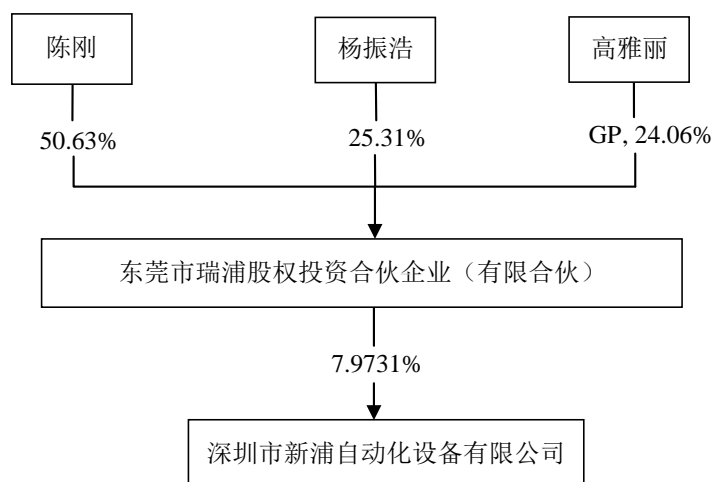 陈刚
杨振浩
高雅丽
50.63%
25.31%
GP, 24.06%
东莞市瑞浦股权投资合伙企业（有限合伙）
7.9731%
深圳市新浦自动化设备有限公司